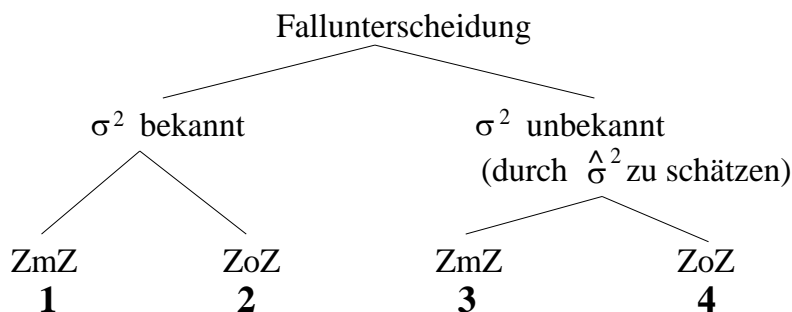 Fallunterscheidung
σ² bekannt σ² unbekannt
(durch σ̂² zu schätzen)
ZmZ ZoZ ZmZ ZoZ
1 2 3 4